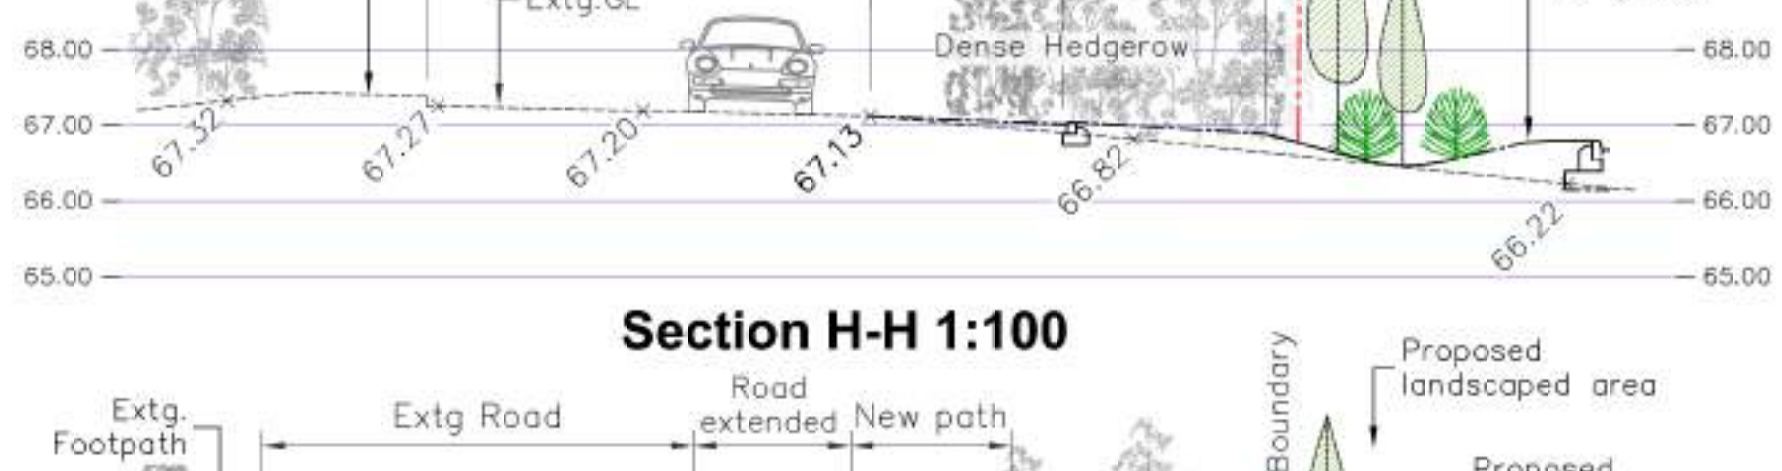 Extg.GL
68.00
Dense Hedgerow
68.00
67.00
67.32
67.27
67.20
67.13
66.82
67.00
66.00
66.22
66.00
65.00
65.00
Section H-H 1:100
Extg.
Footpath
Extg Road
Road
extended
New path
Boundary
Proposed
landscaped area
Proposed